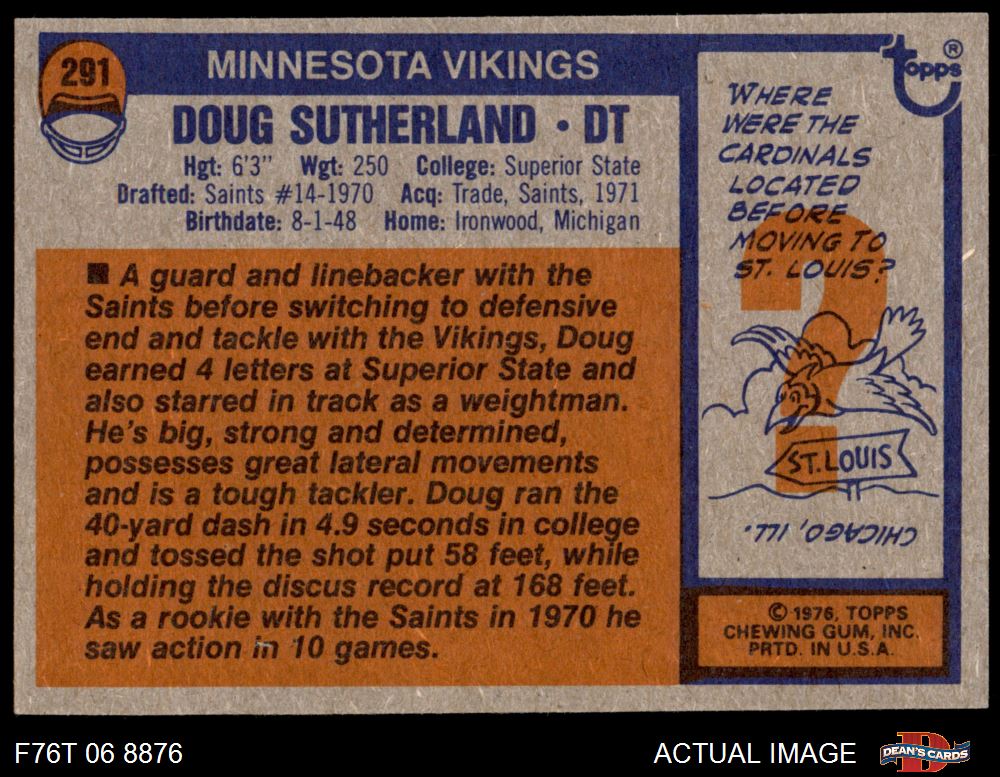 291
MINNESOTA VIKINGS
DOUG SUTHERLAND • DT
Hgt: 6'3" Wgt: 250 College: Superior State
Drafted: Saints #14-1970 Acq: Trade, Saints, 1971
Birthdate: 8-1-48 Home: Ironwood, Michigan
■ A guard and linebacker with the
Saints before switching to defensive
end and tackle with the Vikings, Doug
earned 4 letters at Superior State and
also starred in track as a weightman.
He's big, strong and determined,
possesses great lateral movements
and is a tough tackler. Doug ran the
40-yard dash in 4.9 seconds in college
and tossed the shot put 58 feet, while
holding the discus record at 168 feet.
As a rookie with the Saints in 1970 he
saw action in 10 games.
topps ®
WHERE
WERE THE
CARDINALS
LOCATED
BEFORE
MOVING TO
ST. LOUIS?
?
ST. LOUIS
CHICAGO, ILL.
© 1976, TOPPS
CHEWING GUM, INC.
PRTD. IN U.S.A.
F76T 06 8876
ACTUAL IMAGE
DEAN'S CARDS